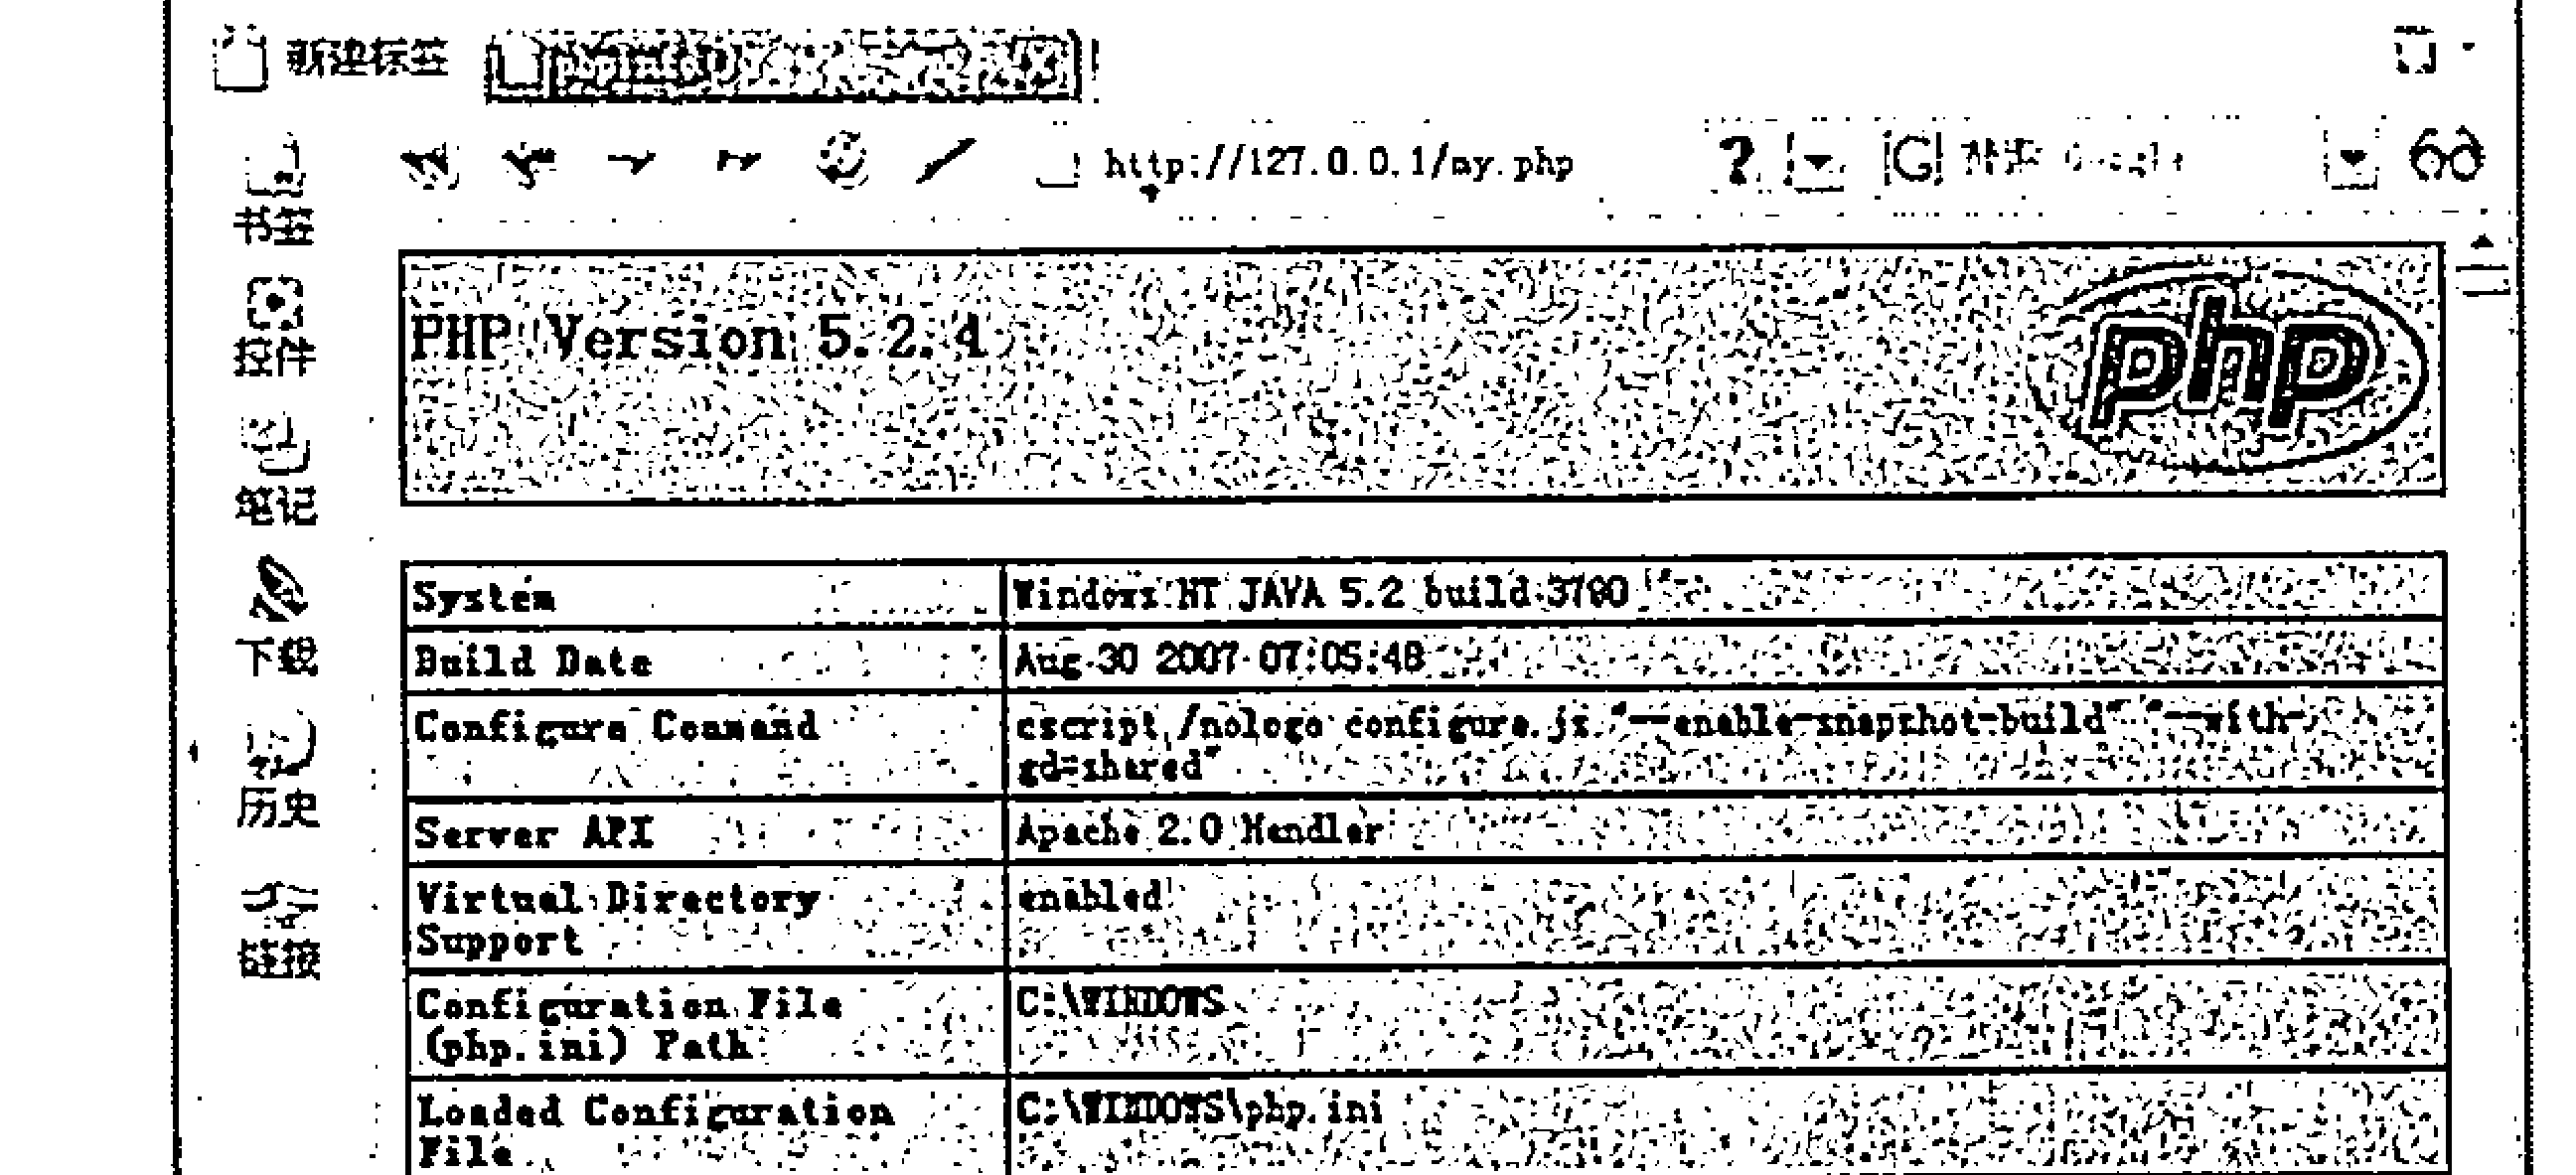 新建标签 phpinfo()
http://127.0.0.1/my.php
书签
控件
笔记
下载
历史
链接
PHP Version 5.2.4
php
System Windows NT JAVA 5.2 build 3790
Build Date Aug 30 2007 07:05:48
Configure Command cscript /nologo configure.js "--enable-snapshot-build" "--with-
gd=shared"
Server API Apache 2.0 Handler
Virtual Directory enabled
Support
Configuration File C:\WINDOWS
(php.ini) Path
Loaded Configuration C:\WINDOWS\php.ini
File